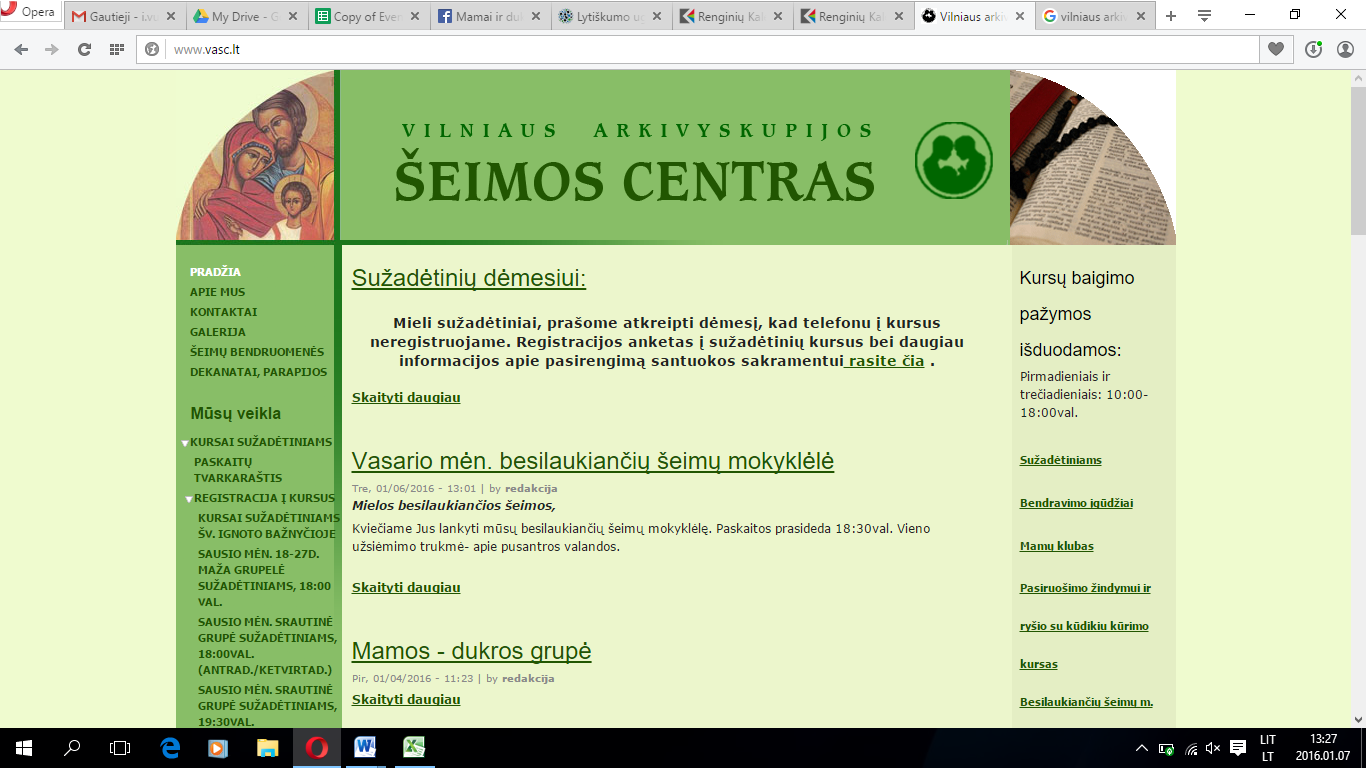 Opera
Gautieji - i.vu
My Drive - G
Copy of Even
Mamai ir duk
Lytiškumo uc
Renginių Kal
Renginių Kal
Vilniaus arkiv
vilniaus arkiv
www.vasc.lt
VILNIAUS ARKIVYSKUPIJOS
ŠEIMOS CENTRAS
PRADŽIA
APIE MUS
KONTAKTAI
GALERIJA
ŠEIMŲ BENDRUOMENĖS
DEKANATAI, PARAPIJOS
Mūsų veikla
KURSAI SUŽADĖTINIAMS
PASKAITŲ
TVARKARAŠTIS
REGISTRACIJA Į KURSUS
KURSAI SUŽADĖTINIAMS
ŠV. IGNOTO BAŽNYČIOJE
SAUSIO MĖN. 18-27D.
MAŽA GRUPELĖ
SUŽADĖTINIAMS, 18:00
VAL.
SAUSIO MĖN. SRAUTINĖ
GRUPĖ SUŽADĖTINIAMS,
18:00VAL.
(ANTRAD./KETVIRTAD.)
SAUSIO MĖN. SRAUTINĖ
GRUPĖ SUŽADĖTINIAMS,
19:30VAL.
Sužadėtinių dėmesiui:
Mieli sužadėtiniai, prašome atkreipti dėmesį, kad telefonu į kursus
neregistruojame. Registracijos anketas į sužadėtinių kursus bei daugiau
informacijos apie pasirengimą santuokos sakramentui rasite čia .
Skaityti daugiau
Vasario mėn. besilaukiančių šeimų mokyklėlė
Tre, 01/06/2016 - 13:01 | by redakcija
Mielos besilaukiančios šeimos,
Kviečiame Jus lankyti mūsų besilaukiančių šeimų mokyklėlę. Paskaitos prasideda 18:30val. Vieno
užsiėmimo trukmė- apie pusantros valandos.
Skaityti daugiau
Mamos - dukros grupė
Pir, 01/04/2016 - 11:23 | by redakcija
Skaityti daugiau
Kursų baigimo
pažymos
išduodamos:
Pirmadieniais ir
trečiadieniais: 10:00-
18:00val.
Sužadėtiniams
Bendravimo įgūdžiai
Mamų klubas
Pasiruošimo žindymui ir
ryšio su kūdikiu kūrimo
kursas
Besilaukiančių šeimų m.
LIT
LT
13:27
2016.01.07